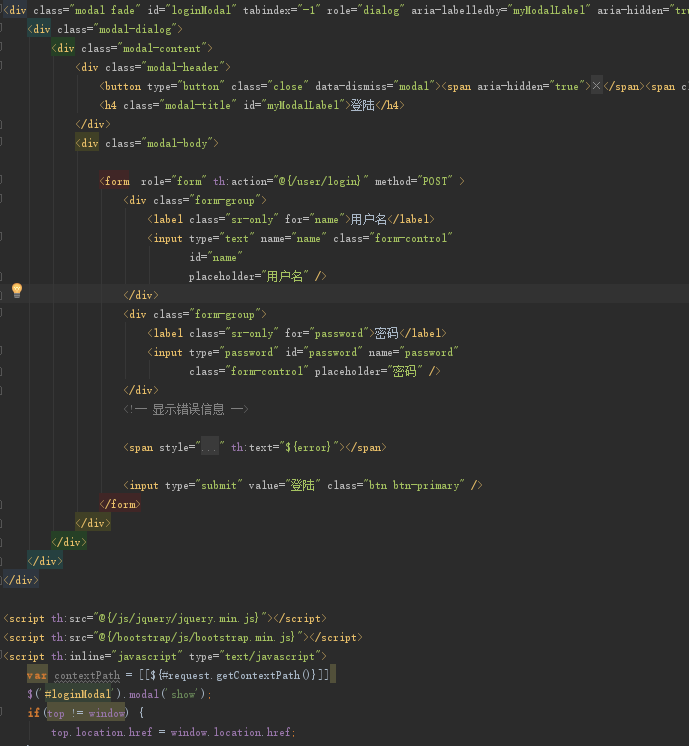 <div class="modal fade" id="loginModal" tabindex="-1" role="dialog" aria-labelledby="myModalLabel" aria-hidden="tru
<div class="modal-dialog">
<div class="modal-content">
<div class="modal-header">
<button type="button" class="close" data-dismiss="modal"><span aria-hidden="true">×</span><span c
<h4 class="modal-title" id="myModalLabel">登陆</h4>
</div>
<div class="modal-body">
<form  role="form" th:action="@{/user/login}" method="POST" >
<div class="form-group">
<label class="sr-only" for="name">用户名</label>
<input type="text" name="name" class="form-control"
id="name"
placeholder="用户名" />
</div>
<div class="form-group">
<label class="sr-only" for="password">密码</label>
<input type="password" id="password" name="password"
class="form-control" placeholder="密码" />
</div>
<!-- 显示错误信息 -->
<span style="..." th:text="${error}"></span>
<input type="submit" value="登陆" class="btn btn-primary" />
</form>
</div>
</div>
</div>
</div>
<script th:src="@{/js/jquery/jquery.min.js}"></script>
<script th:src="@{/bootstrap/js/bootstrap.min.js}"></script>
<script th:inline="javascript" type="text/javascript">
var contextPath = [[${#request.getContextPath()}]]
$('#loginModal').modal('show');
if(top != window) {
top.location.href = window.location.href;